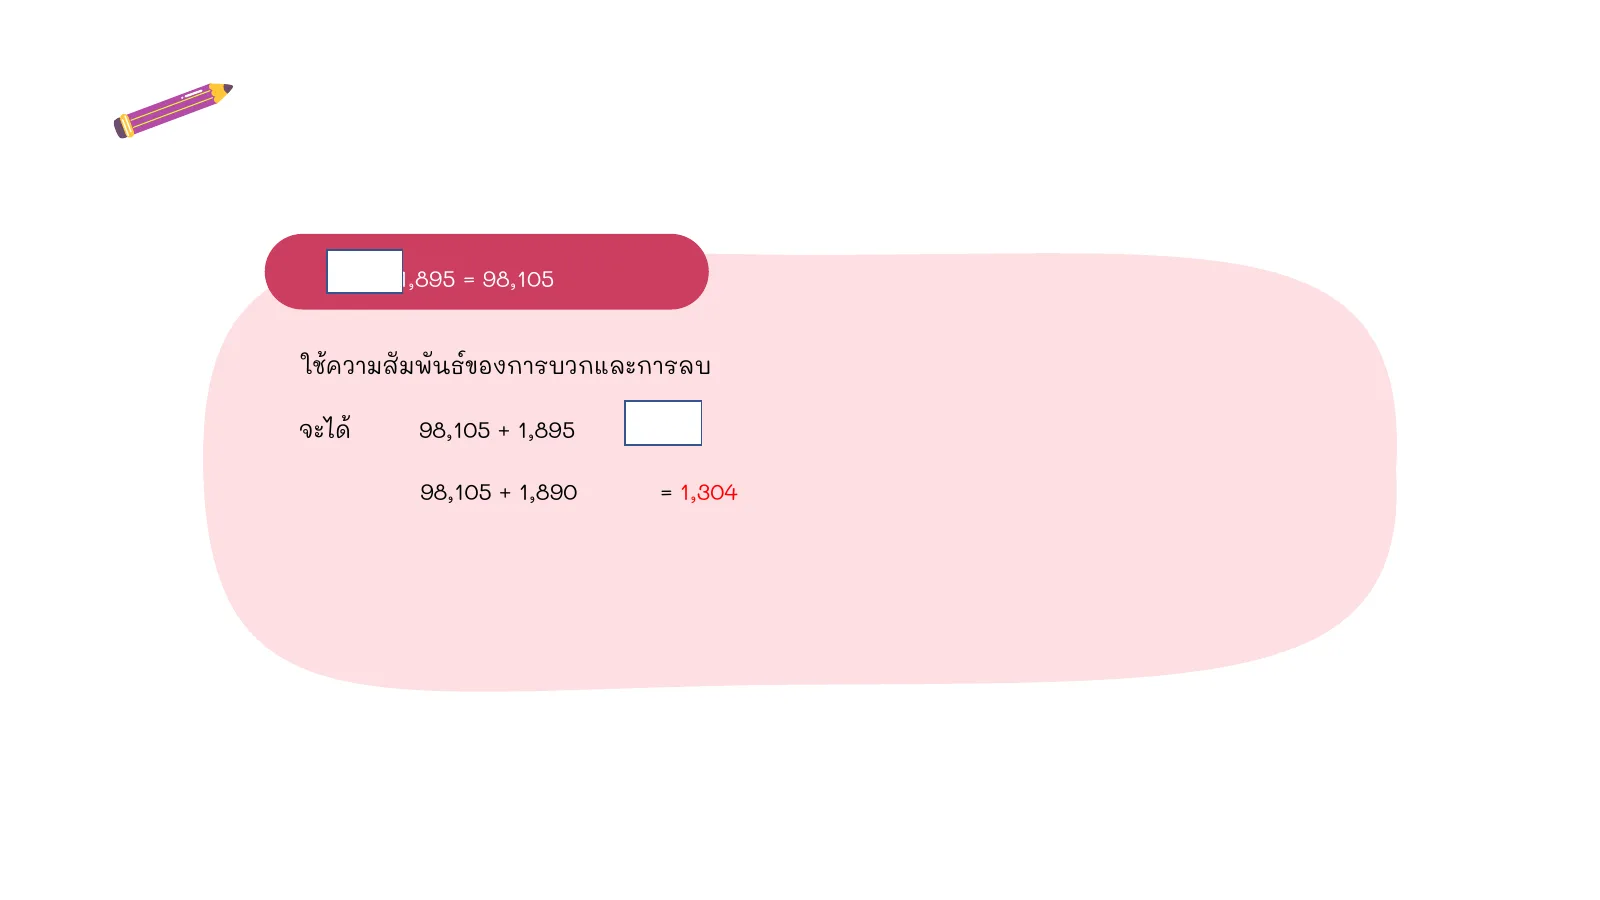 1,895 = 98,105
ใช้ความสัมพันธ์ของการบวกและการลบ
จะได้ 98,105 + 1,895
98,105 + 1,890 = 1,304